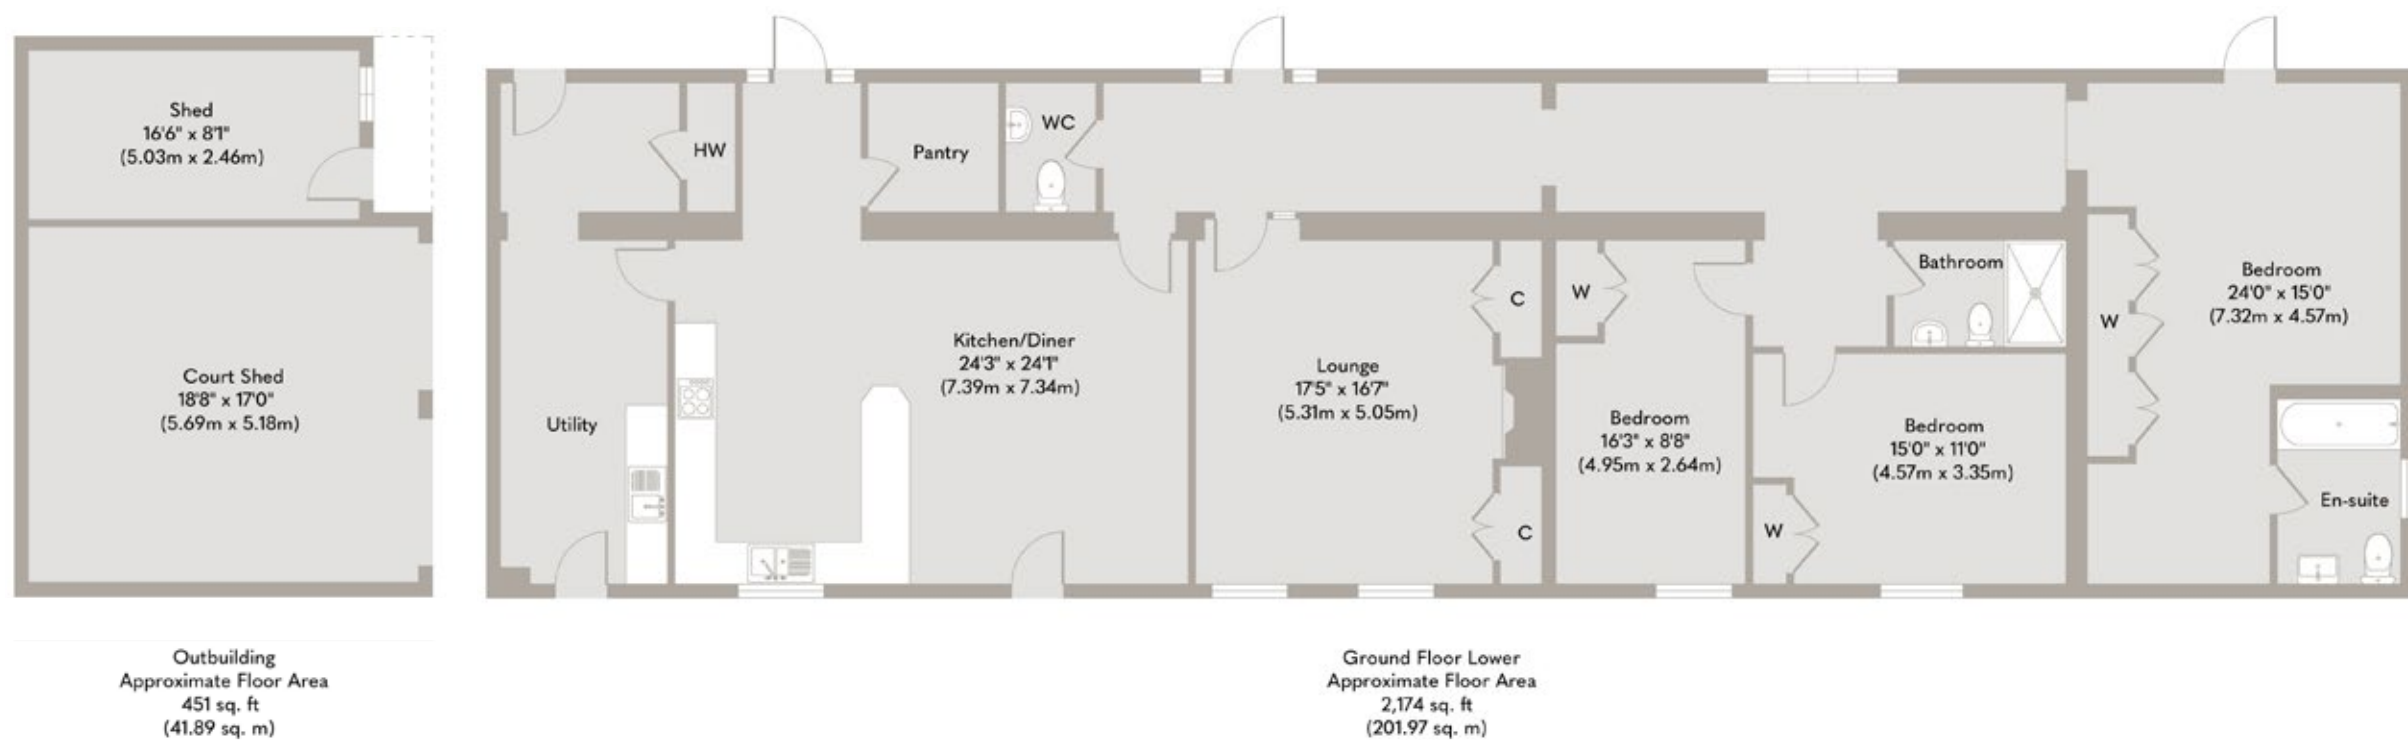 Shed
16'6" x 8'1"
(5.03m x 2.46m)
Court Shed
18'8" x 17'0"
(5.69m x 5.18m)
HW
Pantry
WC
Utility
Kitchen/Diner
24'3" x 24'1"
(7.39m x 7.34m)
Lounge
17'5" x 16'7"
(5.31m x 5.05m)
C
C
W
Bedroom
16'3" x 8'8"
(4.95m x 2.64m)
Bathroom
Bedroom
15'0" x 11'0"
(4.57m x 3.35m)
W
W
Bedroom
24'0" x 15'0"
(7.32m x 4.57m)
En-suite
Outbuilding
Approximate Floor Area
451 sq. ft
(41.89 sq. m)
Ground Floor Lower
Approximate Floor Area
2,174 sq. ft
(201.97 sq. m)